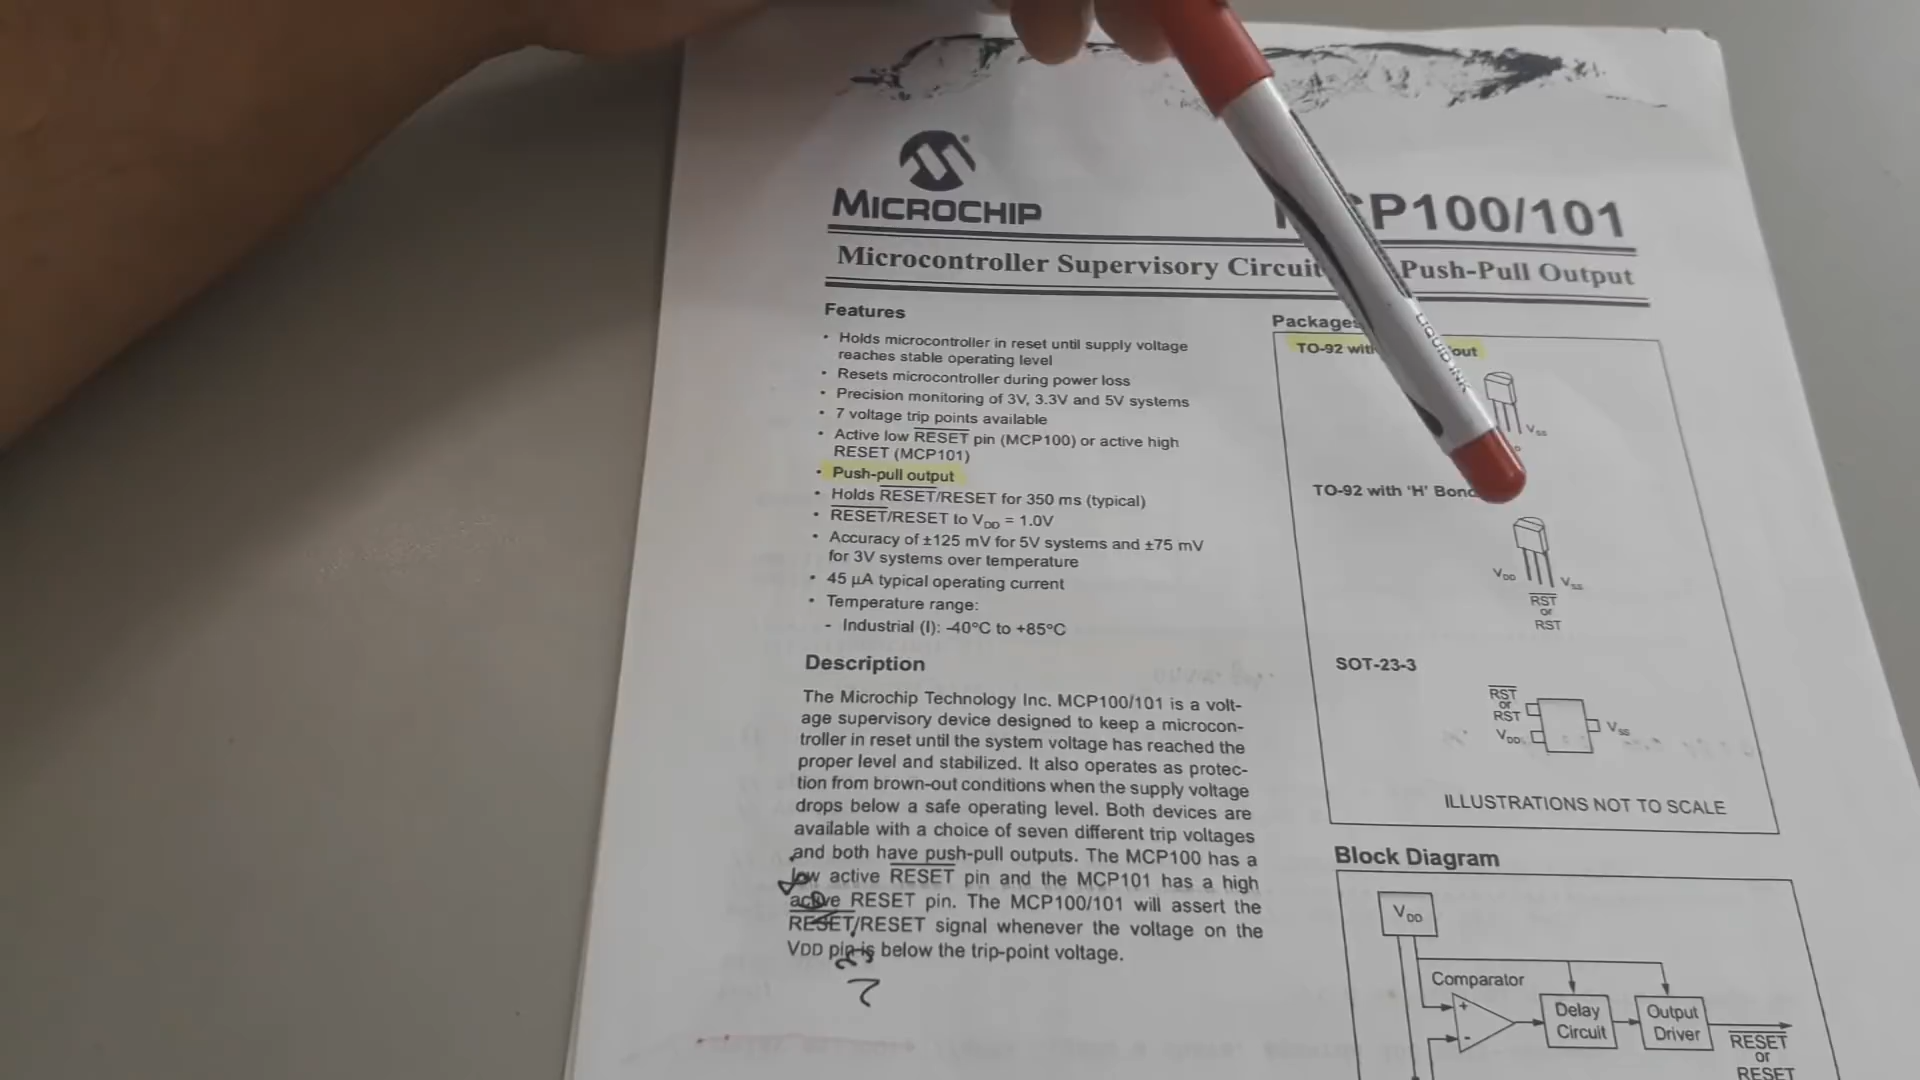 MICROCHIP
CP100/101
Microcontroller Supervisory Circuit Push-Pull Output
Features
• Holds microcontroller in reset until supply voltage
reaches stable operating level
• Resets microcontroller during power loss
• Precision monitoring of 3V, 3.3V and 5V systems
• 7 voltage trip points available
• Active low RESET pin (MCP100) or active high
RESET (MCP101)
• Push-pull output
• Holds RESET/RESET for 350 ms (typical)
• RESET/RESET to VDD = 1.0V
• Accuracy of ±125 mV for 5V systems and ±75 mV
for 3V systems over temperature
• 45 µA typical operating current
• Temperature range:
- Industrial (I): -40°C to +85°C
Description
The Microchip Technology Inc. MCP100/101 is a volt-
age supervisory device designed to keep a microcon-
troller in reset until the system voltage has reached the
proper level and stabilized. It also operates as protec-
tion from brown-out conditions when the supply voltage
drops below a safe operating level. Both devices are
available with a choice of seven different trip voltages
and both have push-pull outputs. The MCP100 has a
low active RESET pin and the MCP101 has a high
active RESET pin. The MCP100/101 will assert the
RESET/RESET signal whenever the voltage on the
VDD pin is below the trip-point voltage.
Packages
TO-92 with out
VSS
TO-92 with 'H' Bond
VDD
VSS
RST
or
RST
SOT-23-3
RST
or
RST
VDD
VSS
ILLUSTRATIONS NOT TO SCALE
Block Diagram
VDD
Comparator
+
-
Delay
Circuit
Output
Driver
RESET
or
RESET
LIQUID INK